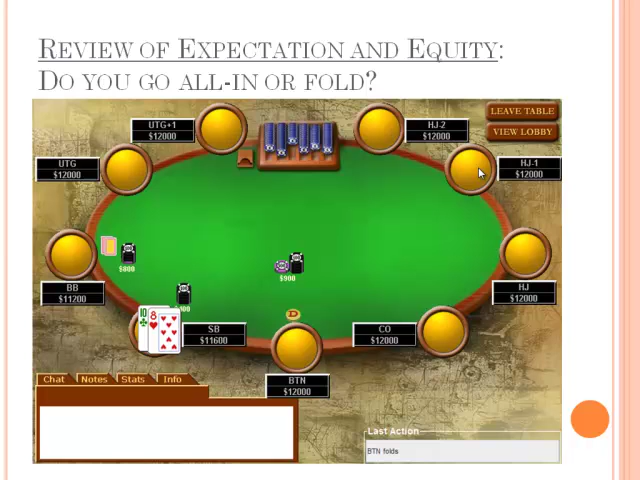 REVIEW OF EXPECTATION AND EQUITY:
DO YOU GO ALL-IN OR FOLD?
LEAVE TABLE
VIEW LOBBY
UTG+1
$12000
HJ-2
$12000
UTG
$12000
HJ-1
$12000
$800
$900
BB
$11200
HJ
$12000
10
8
D
SB
$11600
CO
$12000
BTN
$12000
Chat
Notes
Stats
Info
Last Action
BTN folds